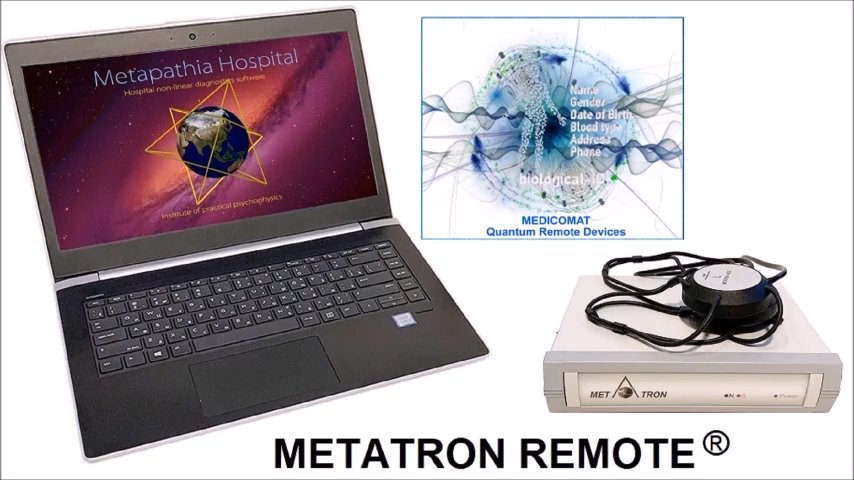 Metapathia Hospital
Hospital non-linear diagnostics software
Institute of practical psychophysics
Name
Gender
Date of Birth
Blood type
Address
Phone
biological-ID
MEDICOMAT
Quantum Remote Devices
MET TRON
N S
Power
METATRON REMOTE®